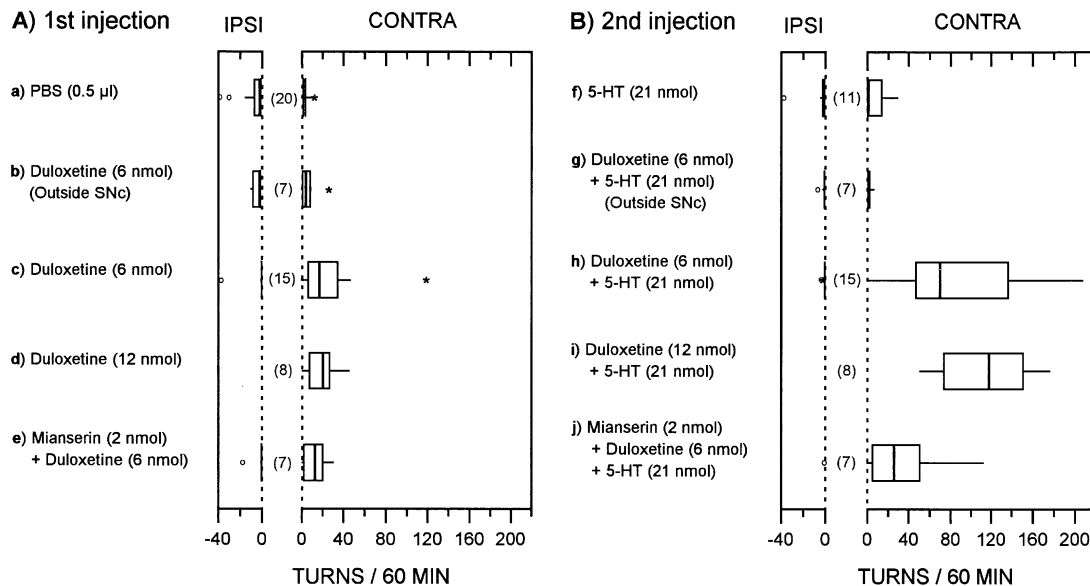 A) 1st injection
IPSI
CONTRA
a) PBS (0.5 µl)
(20)
*
b) Duloxetine (6 nmol)
(Outside SNc)
(7)
*
c) Duloxetine (6 nmol)
(15)
*
d) Duloxetine (12 nmol)
(8)
e) Mianserin (2 nmol)
+ Duloxetine (6 nmol)
(7)
-40 0 0 40 80 120 160 200
TURNS / 60 MIN
B) 2nd injection
IPSI
CONTRA
f) 5-HT (21 nmol)
(11)
g) Duloxetine (6 nmol)
+ 5-HT (21 nmol)
(Outside SNc)
(7)
h) Duloxetine (6 nmol)
+ 5-HT (21 nmol)
(15)
i) Duloxetine (12 nmol)
+ 5-HT (21 nmol)
(8)
j) Mianserin (2 nmol)
+ Duloxetine (6 nmol)
+ 5-HT (21 nmol)
(7)
-40 0 0 40 80 120 160 200
TURNS / 60 MIN